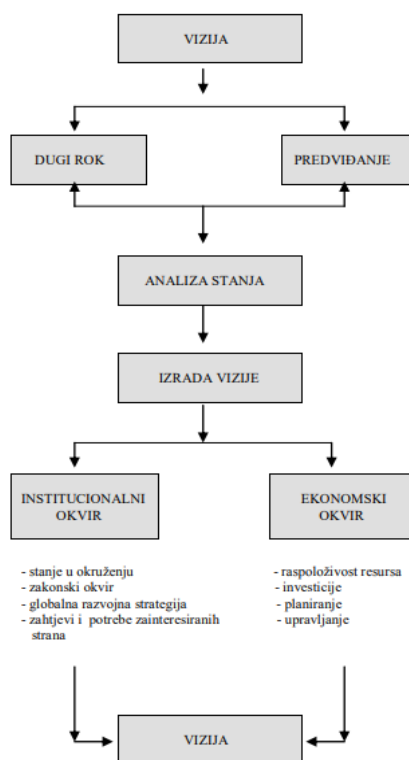 VIZIJA
DUGI ROK
PREDVIĐANJE
ANALIZA STANJA
IZRADA VIZIJE
INSTITUCIONALNI
OKVIR
EKONOMSKI
OKVIR
- stanje u okruženju
- zakonski okvir
- globalna razvojna strategija
- zahtjevi i potrebe zainteresiranih
strana
- raspoloživost resursa
- investicije
- planiranje
- upravljanje
VIZIJA